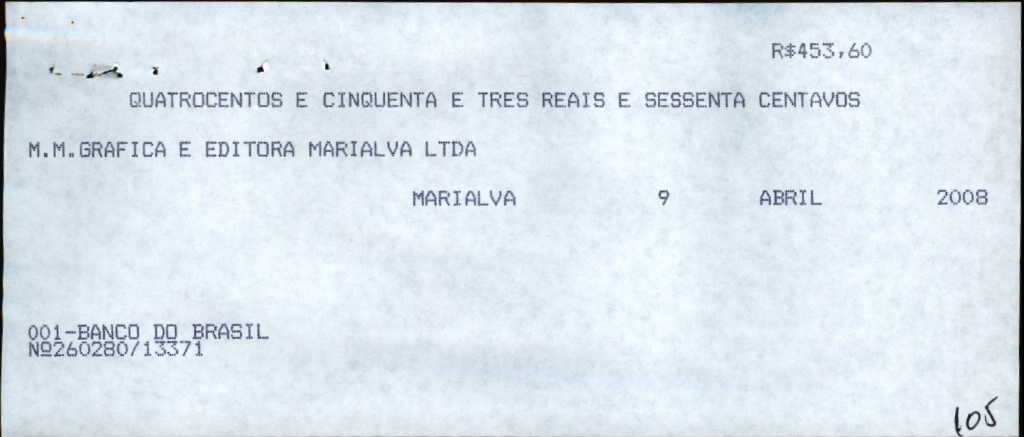 R$453,60
QUATROCENTOS E CINQUENTA E TRES REAIS E SESSENTA CENTAVOS
M.M.GRAFICA E EDITORA MARIALVA LTDA
MARIALVA 9 ABRIL 2008
001-BANCO DO BRASIL
Nº260280/13371
105